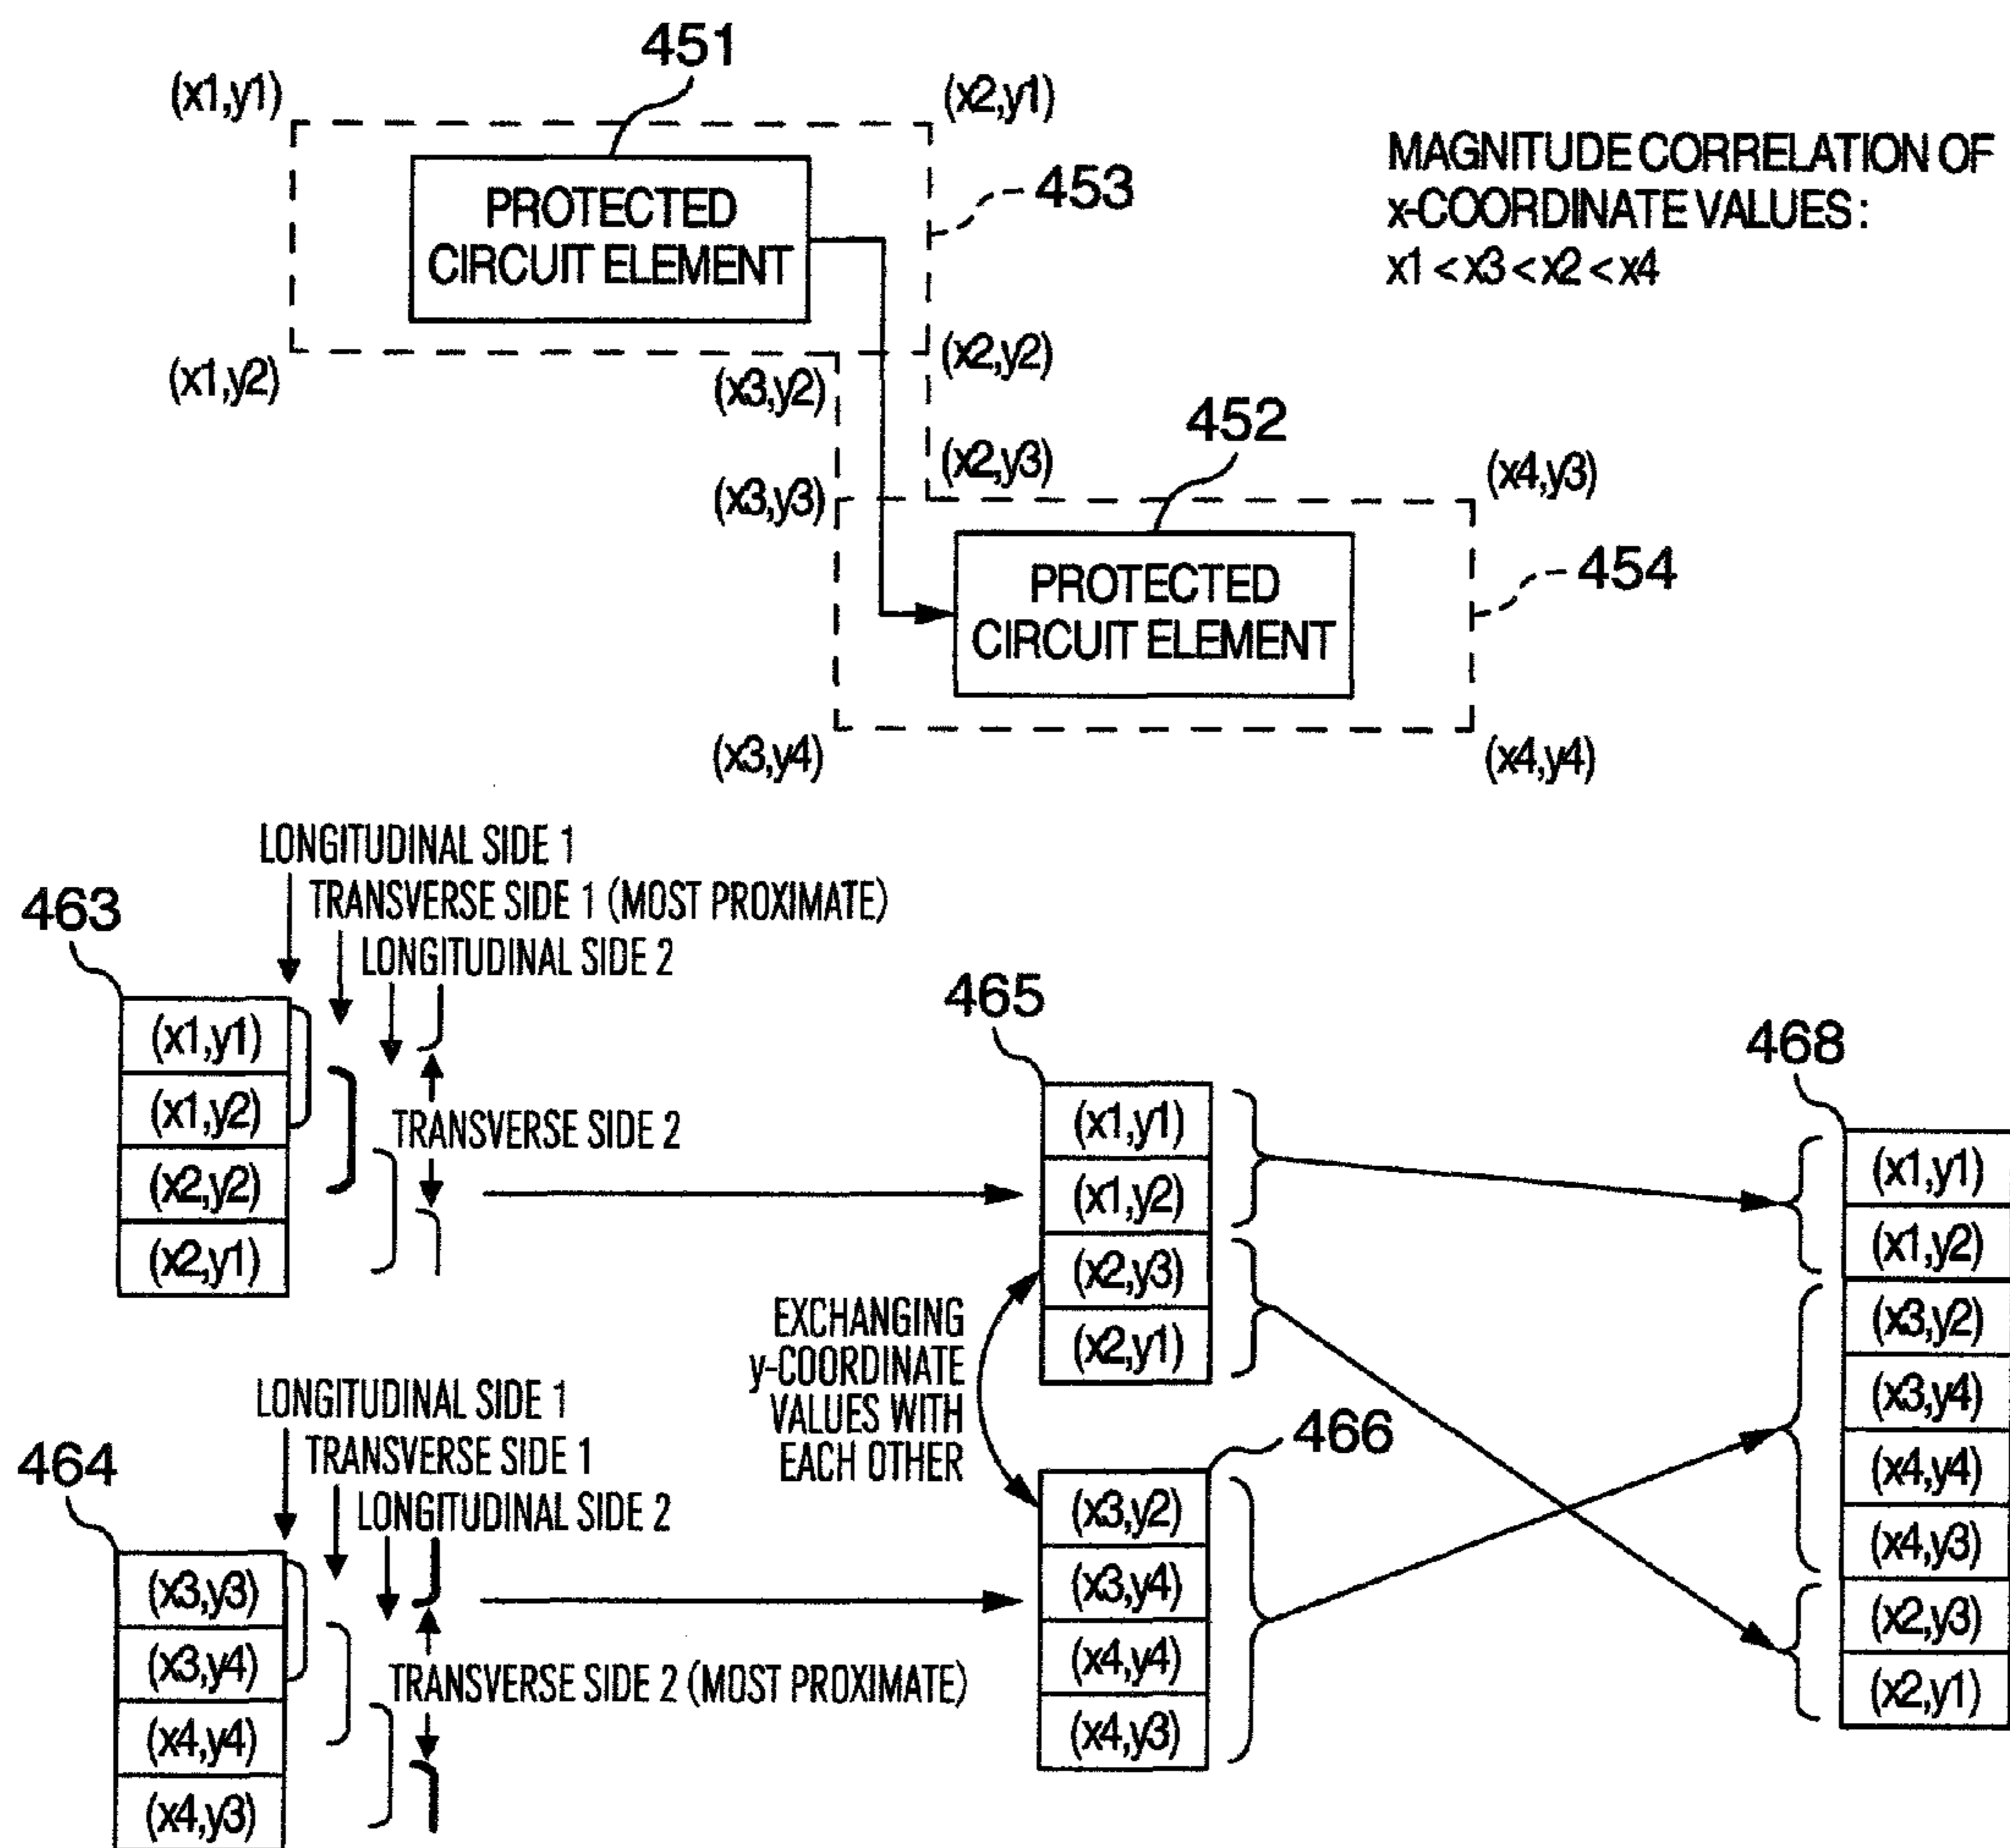 451
(x1,y1)
(x2,y1)
MAGNITUDE CORRELATION OF
x-COORDINATE VALUES:
x1 < x3 < x2 < x4
PROTECTED
CIRCUIT ELEMENT
453
(x1,y2)
(x3,y2)
(x2,y2)
452
(x2,y3)
(x3,y3)
(x4,y3)
PROTECTED
CIRCUIT ELEMENT
454
(x3,y4)
(x4,y4)
LONGITUDINAL SIDE 1
TRANSVERSE SIDE 1 (MOST PROXIMATE)
LONGITUDINAL SIDE 2
463
(x1,y1)
(x1,y2)
(x2,y2)
(x2,y1)
TRANSVERSE SIDE 2
465
(x1,y1)
(x1,y2)
(x2,y3)
(x2,y1)
468
(x1,y1)
(x1,y2)
(x3,y2)
(x3,y4)
(x4,y4)
(x4,y3)
(x2,y3)
(x2,y1)
EXCHANGING
y-COORDINATE
VALUES WITH
EACH OTHER
LONGITUDINAL SIDE 1
TRANSVERSE SIDE 1
LONGITUDINAL SIDE 2
464
(x3,y3)
(x3,y4)
(x4,y4)
(x4,y3)
TRANSVERSE SIDE 2 (MOST PROXIMATE)
466
(x3,y2)
(x3,y4)
(x4,y4)
(x4,y3)